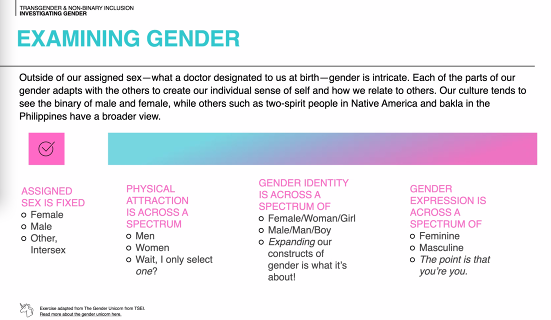 TRANSGENDER & NON-BINARY INCLUSION
INVESTIGATING GENDER
EXAMINING GENDER
Outside of our assigned sex—what a doctor designated to us at birth—gender is intricate. Each of the parts of our
gender adapts with the others to create our individual sense of self and how we relate to others. Our culture tends to
see the binary of male and female, while others such as two-spirit people in Native America and bakla in the
Philippines have a broader view.
ASSIGNED
SEX IS FIXED
Female
Male
Other,
Intersex
PHYSICAL
ATTRACTION
IS ACROSS A
SPECTRUM
Men
Women
Wait, I only select
one?
GENDER IDENTITY
IS ACROSS A
SPECTRUM OF
Female/Woman/Girl
Male/Man/Boy
Expanding our
constructs of
gender is what it's
about!
GENDER
EXPRESSION IS
ACROSS A
SPECTRUM OF
Feminine
Masculine
The point is that
you're you.
Exercise adapted from The Gender Unicorn from TSER.
Read more about the gender unicorn here.